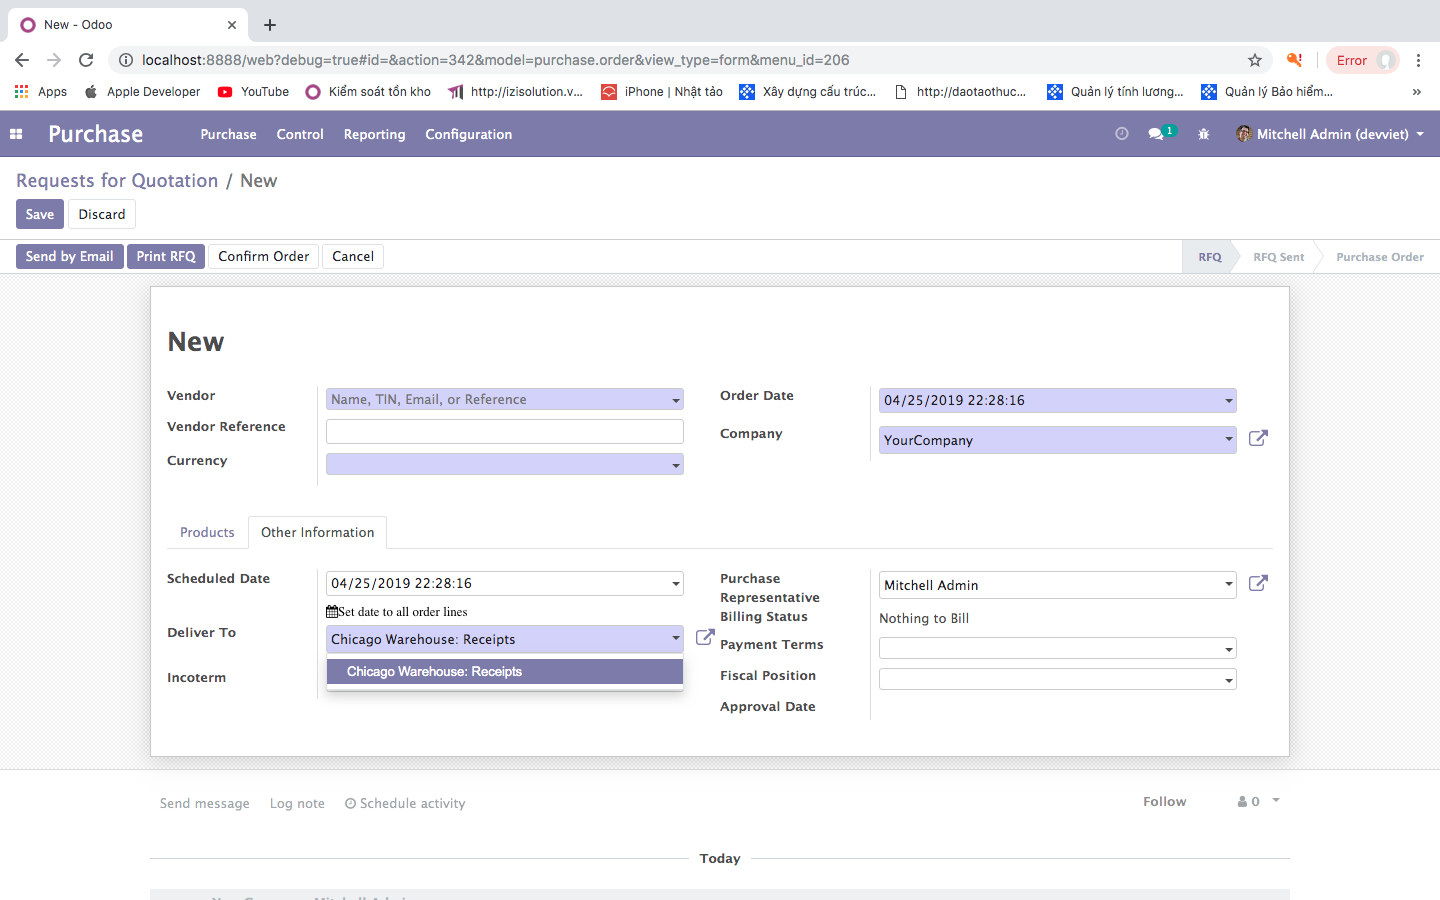 New - Odoo
localhost:8888/web?debug=true#id=&action=342&model=purchase.order&view_type=form&menu_id=206
Error
Apps
Apple Developer
YouTube
Kiểm soát tồn kho
http://izisolution.v...
iPhone | Nhật tảo
Xây dựng cấu trúc...
http://daotaothuc...
Quản lý tính lương...
Quản lý Bảo hiểm...
»
Purchase
Purchase
Control
Reporting
Configuration
1
Mitchell Admin (devviet)
Requests for Quotation / New
Save
Discard
Send by Email
Print RFQ
Confirm Order
Cancel
RFQ
RFQ Sent
Purchase Order
New
Vendor
Name, TIN, Email, or Reference
Vendor Reference
Currency
Order Date
04/25/2019 22:28:16
Company
YourCompany
Products
Other Information
Scheduled Date
04/25/2019 22:28:16
Set date to all order lines
Deliver To
Chicago Warehouse: Receipts
Chicago Warehouse: Receipts
Incoterm
Purchase
Representative
Mitchell Admin
Billing Status
Nothing to Bill
Payment Terms
Fiscal Position
Approval Date
Send message
Log note
Schedule activity
Follow
0
Today